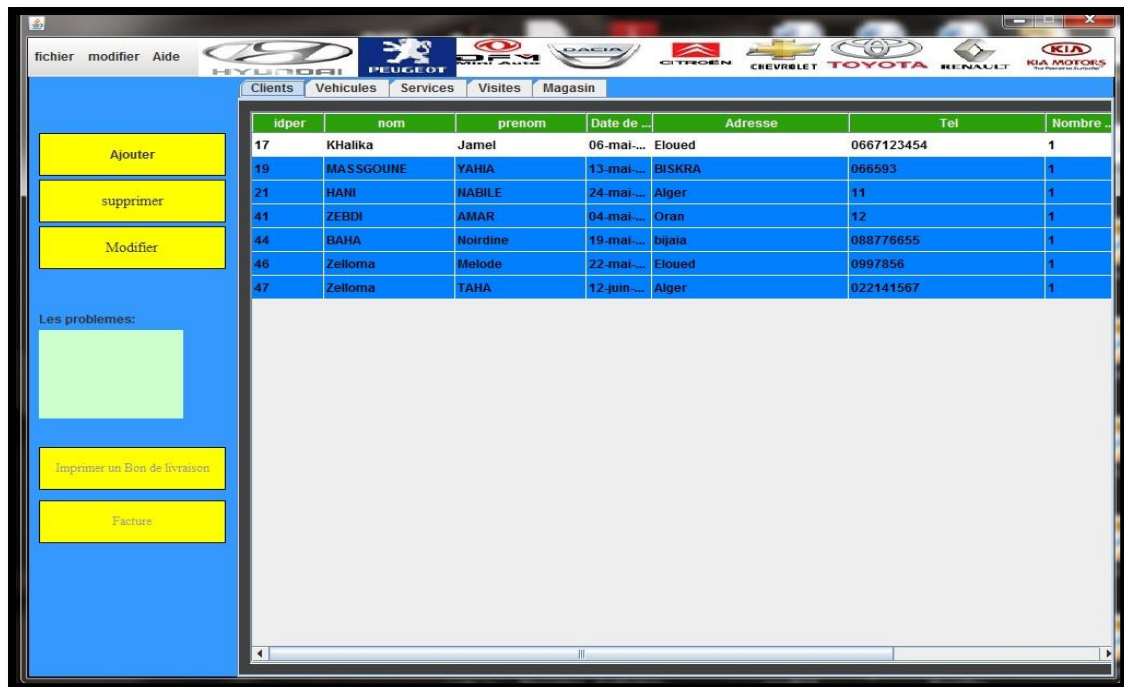 fichier modifier Aide
HYUNDAI PEUGEOT DFM Mini Auto DACIA CITROËN CHEVROLET TOYOTA RENAULT KIA KIA MOTORS
Clients Vehicules Services Visites Magasin
Ajouter
supprimer
Modifier
Les problemes:
Imprimer un Bon de livraison
Facture
idper nom prenom Date de ... Adresse Tel Nombre ..
17 KHalika Jamel 06-mai-... Eloued 0667123454 1
19 MASSGOUNE YAHIA 13-mai-... BISKRA 066593 1
21 HANI NABILE 24-mai-... Alger 11 1
41 ZEBDI AMAR 04-mai-... Oran 12 1
44 BAHA Noirdine 19-mai-... bijaia 088776655 1
46 Zelloma Melode 22-mai-... Eloued 0997856 1
47 Zelloma TAHA 12-juin-... Alger 022141567 1